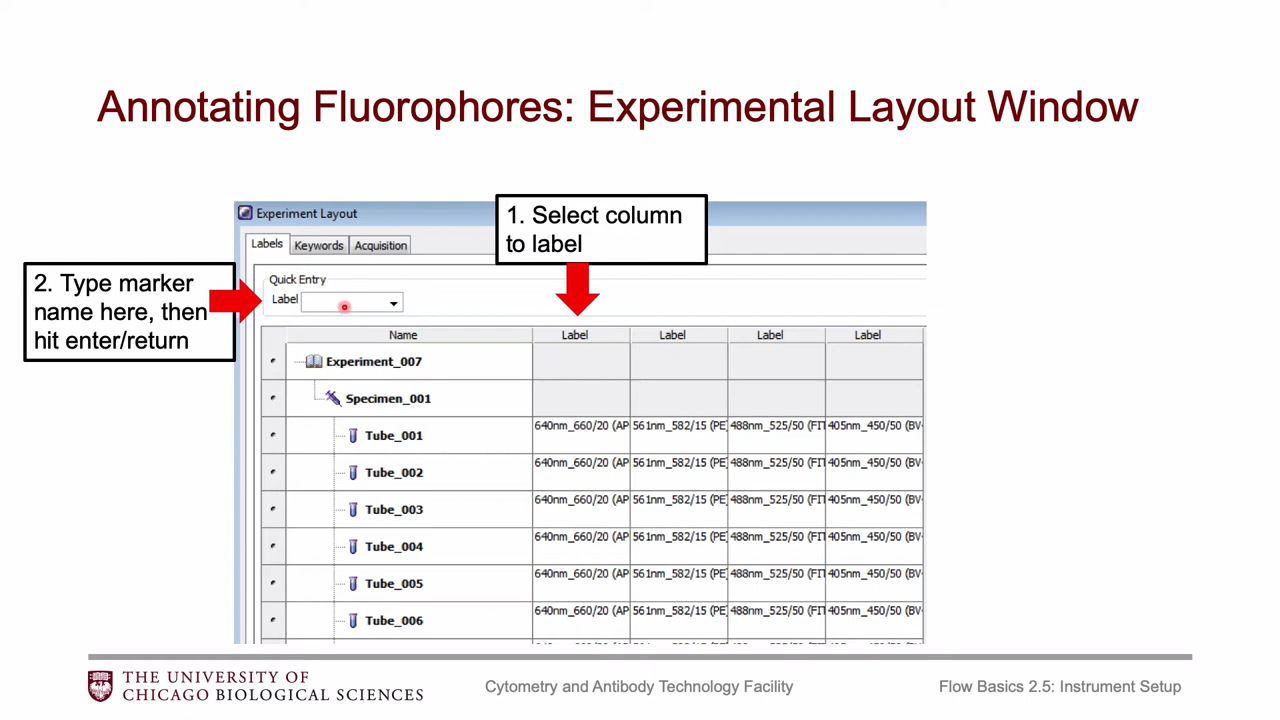 Annotating Fluorophores: Experimental Layout Window
1. Select column
to label
2. Type marker
name here, then
hit enter/return
Experiment Layout
Labels Keywords Acquisition
Quick Entry
Label
Name Label Label Label Label
Experiment_007
Specimen_001
Tube_001 640nm_660/20 (AP 561nm_582/15 (PE) 488nm_525/50 (FIT 405nm_450/50 (BV
Tube_002 640nm_660/20 (AP 561nm_582/15 (PE) 488nm_525/50 (FIT 405nm_450/50 (BV
Tube_003 640nm_660/20 (AP 561nm_582/15 (PE) 488nm_525/50 (FIT 405nm_450/50 (BV
Tube_004 640nm_660/20 (AP 561nm_582/15 (PE) 488nm_525/50 (FIT 405nm_450/50 (BV
Tube_005 640nm_660/20 (AP 561nm_582/15 (PE) 488nm_525/50 (FIT 405nm_450/50 (BV
Tube_006 640nm_660/20 (AP 561nm_582/15 (PE) 488nm_525/50 (FIT 405nm_450/50 (BV
THE UNIVERSITY OF
CHICAGO BIOLOGICAL SCIENCES
Cytometry and Antibody Technology Facility
Flow Basics 2.5: Instrument Setup